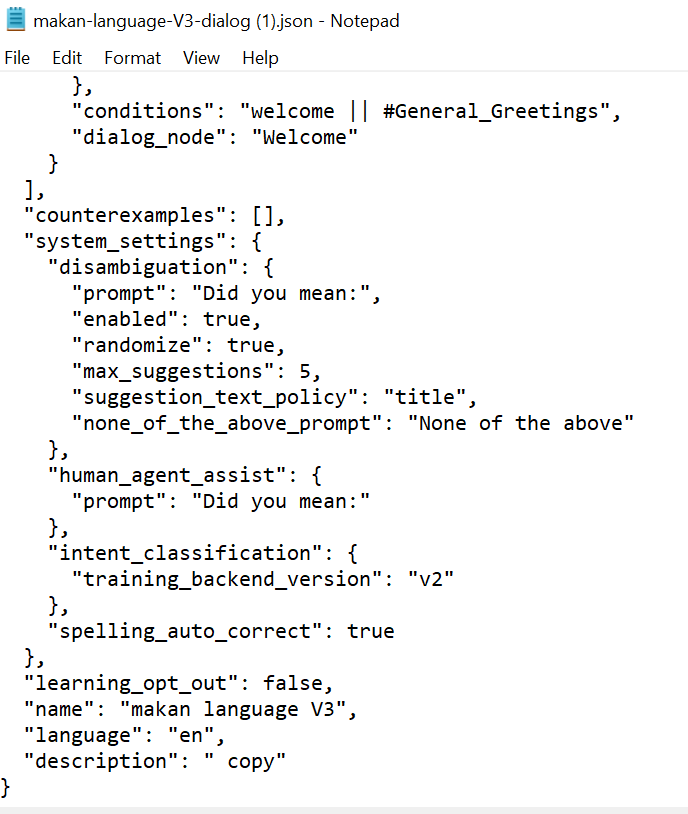 makan-language-V3-dialog (1).json - Notepad
File Edit Format View Help
      },
      "conditions": "welcome || #General_Greetings",
      "dialog_node": "Welcome"
    }
  ],
  "counterexamples": [],
  "system_settings": {
    "disambiguation": {
      "prompt": "Did you mean:",
      "enabled": true,
      "randomize": true,
      "max_suggestions": 5,
      "suggestion_text_policy": "title",
      "none_of_the_above_prompt": "None of the above"
    },
    "human_agent_assist": {
      "prompt": "Did you mean:"
    },
    "intent_classification": {
      "training_backend_version": "v2"
    },
    "spelling_auto_correct": true
  },
  "learning_opt_out": false,
  "name": "makan language V3",
  "language": "en",
  "description": " copy"
}